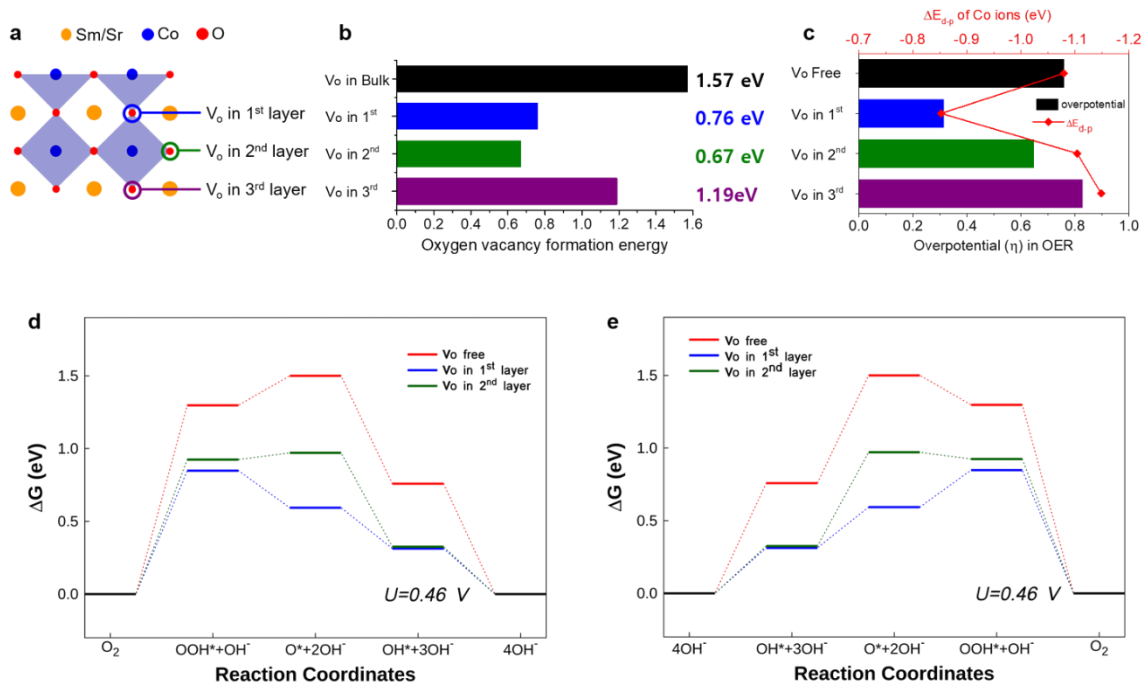 a
Sm/Sr Co O
Vo in 1st layer
Vo in 2nd layer
Vo in 3rd layer
b
Vo in Bulk 1.57 eV
Vo in 1st 0.76 eV
Vo in 2nd 0.67 eV
Vo in 3rd 1.19eV
0.0 0.2 0.4 0.6 0.8 1.0 1.2 1.4 1.6
Oxygen vacancy formation energy
c
ΔEd-p of Co ions (eV)
-0.7 -0.8 -0.9 -1.0 -1.1 -1.2
Vo Free
Vo in 1st
Vo in 2nd
Vo in 3rd
overpotential
ΔEd-p
0.0 0.2 0.4 0.6 0.8 1.0
Overpotential (η) in OER
d
Vo free
Vo in 1st layer
Vo in 2nd layer
ΔG (eV)
1.5
1.0
0.5
0.0
U=0.46 V
O2 OOH*+OH- O*+2OH- OH*+3OH- 4OH-
Reaction Coordinates
e
Vo free
Vo in 1st layer
Vo in 2nd layer
ΔG (eV)
1.5
1.0
0.5
0.0
U=0.46 V
4OH- OH*+3OH- O*+2OH- OOH*+OH- O2
Reaction Coordinates